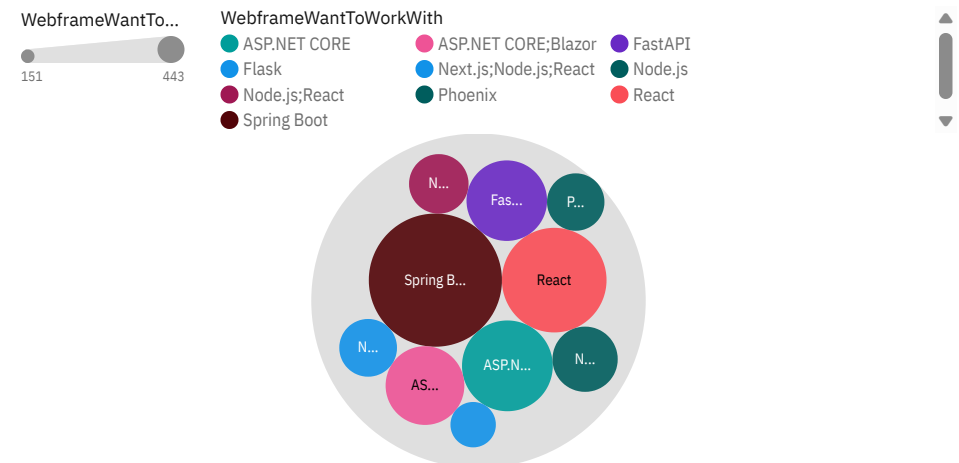 WebframeWantTo...
151
443
WebframeWantToWorkWith
ASP.NET CORE
ASP.NET CORE;Blazor
FastAPI
Flask
Next.js;Node.js;React
Node.js
Node.js;React
Phoenix
React
Spring Boot
N...
Fas...
P...
Spring B...
React
N...
ASP.N...
N...
AS...